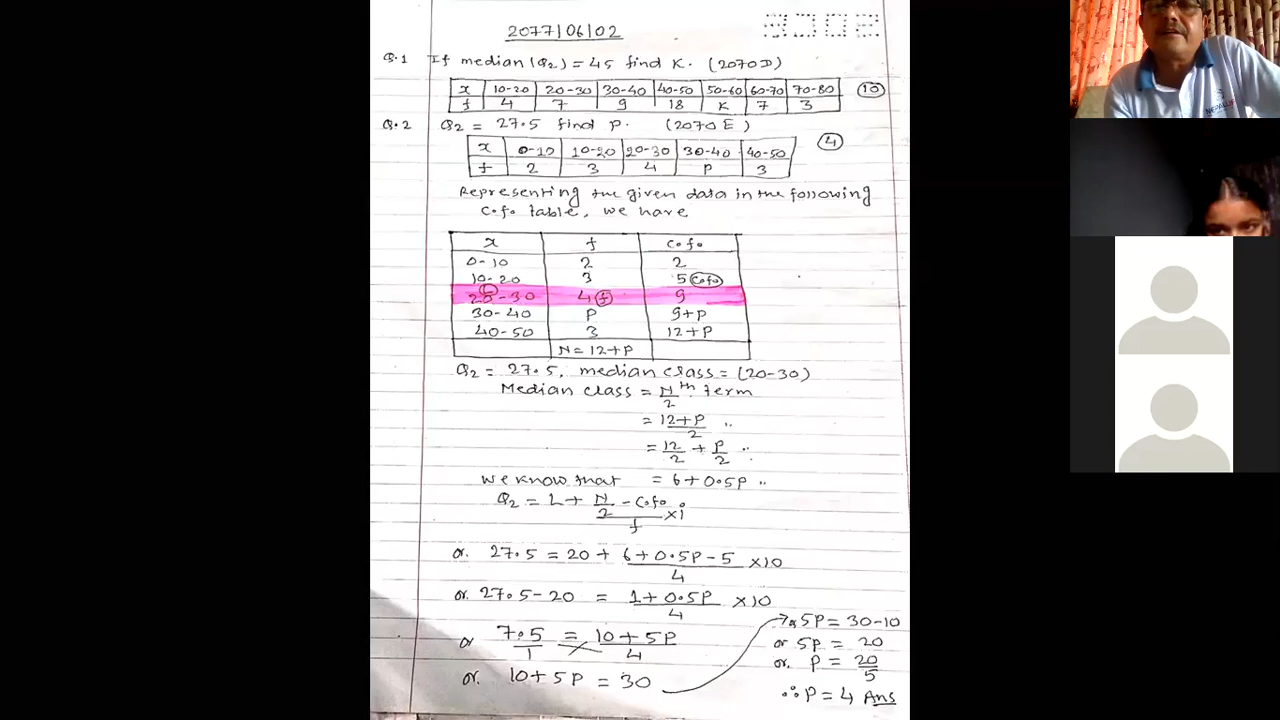 2077/06/02
Q.1 If median (Q₂) = 45 find K. (2070D)
x 10-20 20-30 30-40 40-50 50-60 60-70 70-80
f 4 7 9 18 K 7 3 (10)
Q.2 Q₂ = 27.5 find P. (2070 E)
x 0-10 10-20 20-30 30-40 40-50 (4)
f 2 3 4 P 3
Representing the given data in the following
C.f. table, we have
x f c.f.
0-10 2 2
10-20 3 5 (c.f.)
L
20-30 4 (f) 9
30-40 P 9+P
40-50 3 12+P
N = 12+P
Q₂ = 27.5, median class = (20-30)
Median class = N/2 th term
= 12+P/2 ..
= 12/2 + P/2 ..
we know that = 6+0.5P ..
Q₂ = L + N/2 - c.f. / f × i
or. 27.5 = 20 + 6+0.5P-5 / 4 ×10
or. 27.5-20 = 1+0.5P / 4 ×10
or 7.5/1 = 10+5P / 4
or. 10+5P = 30
→ or 5P = 30-10
or 5P = 20
or. P = 20/5
∴ P = 4 Ans
NEPAL